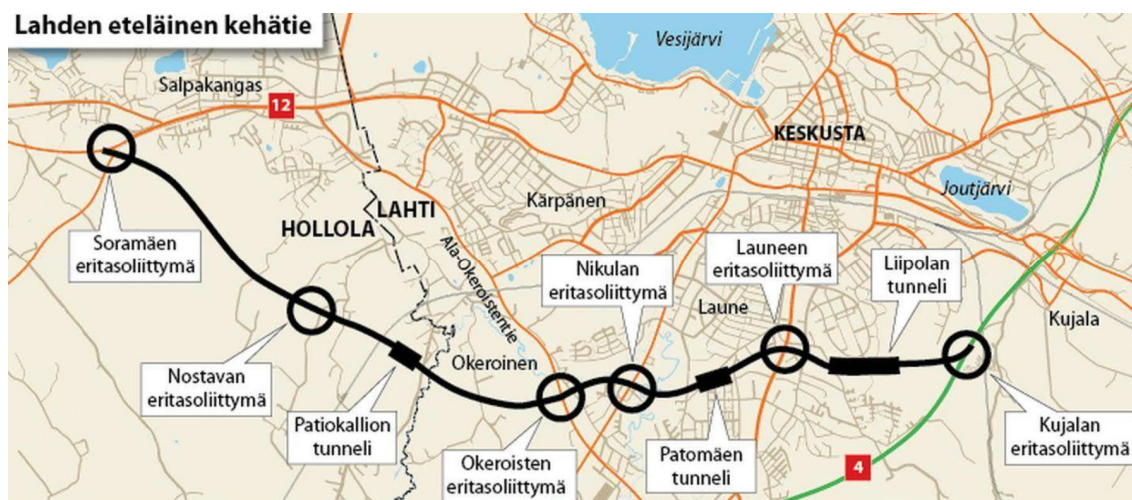 Lahden eteläinen kehätie
Vesijärvi
Salpakangas
12
KESKUSTA
Joutjärvi
Kärpänen
LAHTI
HOLLOLA
Soramäen
eritasoliittymä
Ala-Okeroistentie
Nikulan
eritasoliittymä
Launeen
eritasoliittymä
Liipolan
tunneli
Laune
Kujala
Okeroinen
Nostavan
eritasoliittymä
Patiokallion
tunneli
Okeroisten
eritasoliittymä
Patomäen
tunneli
Kujalan
eritasoliittymä
4